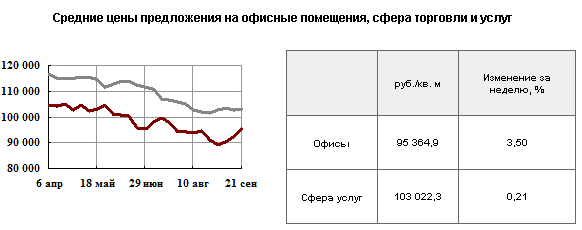 Средние цены предложения на офисные помещения, сфера торговли и услуг
120 000
110 000
100 000
90 000
80 000
6 апр 18 май 29 июн 10 авг 21 сен
руб./кв. м
Изменение за
неделю, %
Офисы 95 364,9 3,50
Сфера услуг 103 022,3 0,21